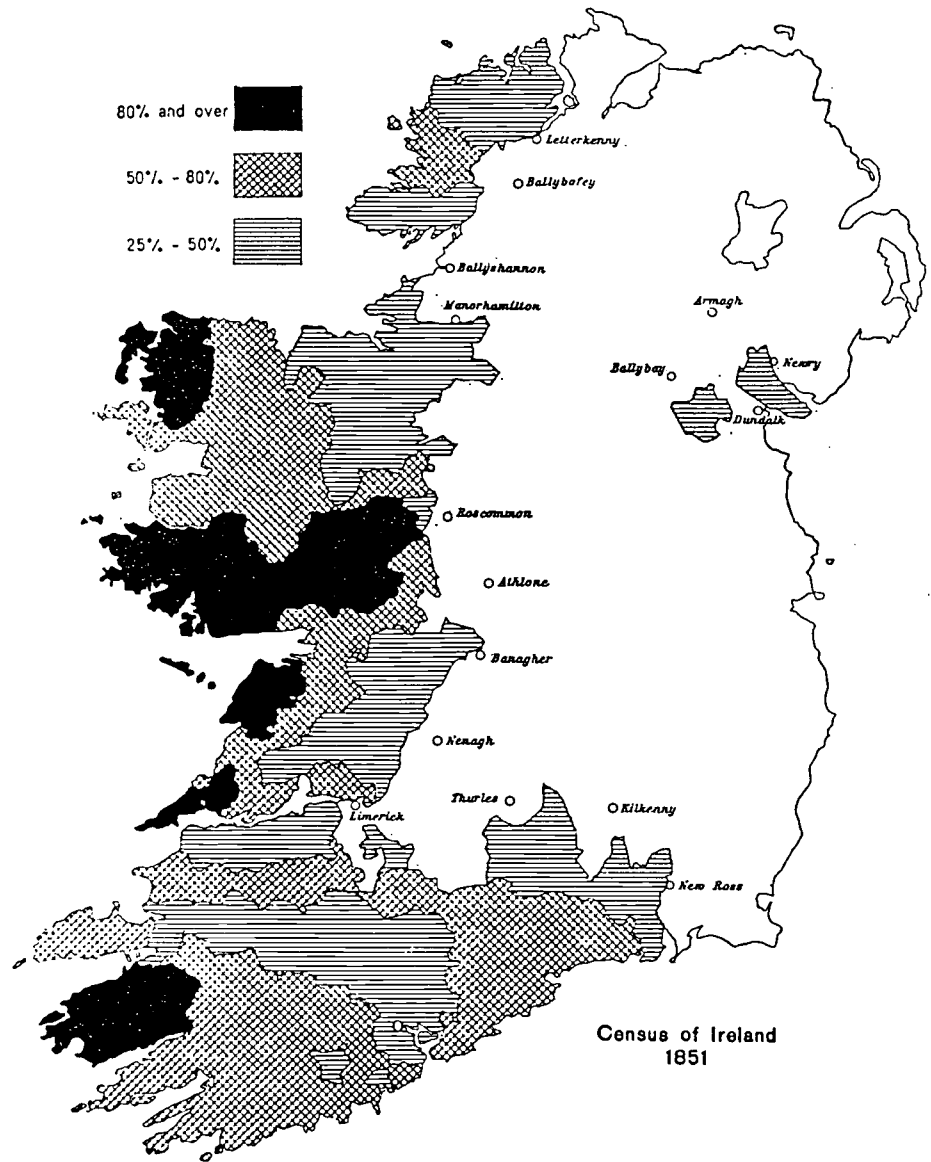 80% and over
50% - 80%
25% - 50%
Letterkenny
Ballybofey
Ballyshannon
Manorhamilton
Armagh
Newry
Ballybay
Dundalk
Roscommon
Athlone
Banagher
Nenagh
Thurles
Kilkenny
Limerick
New Ross
Census of Ireland
1851